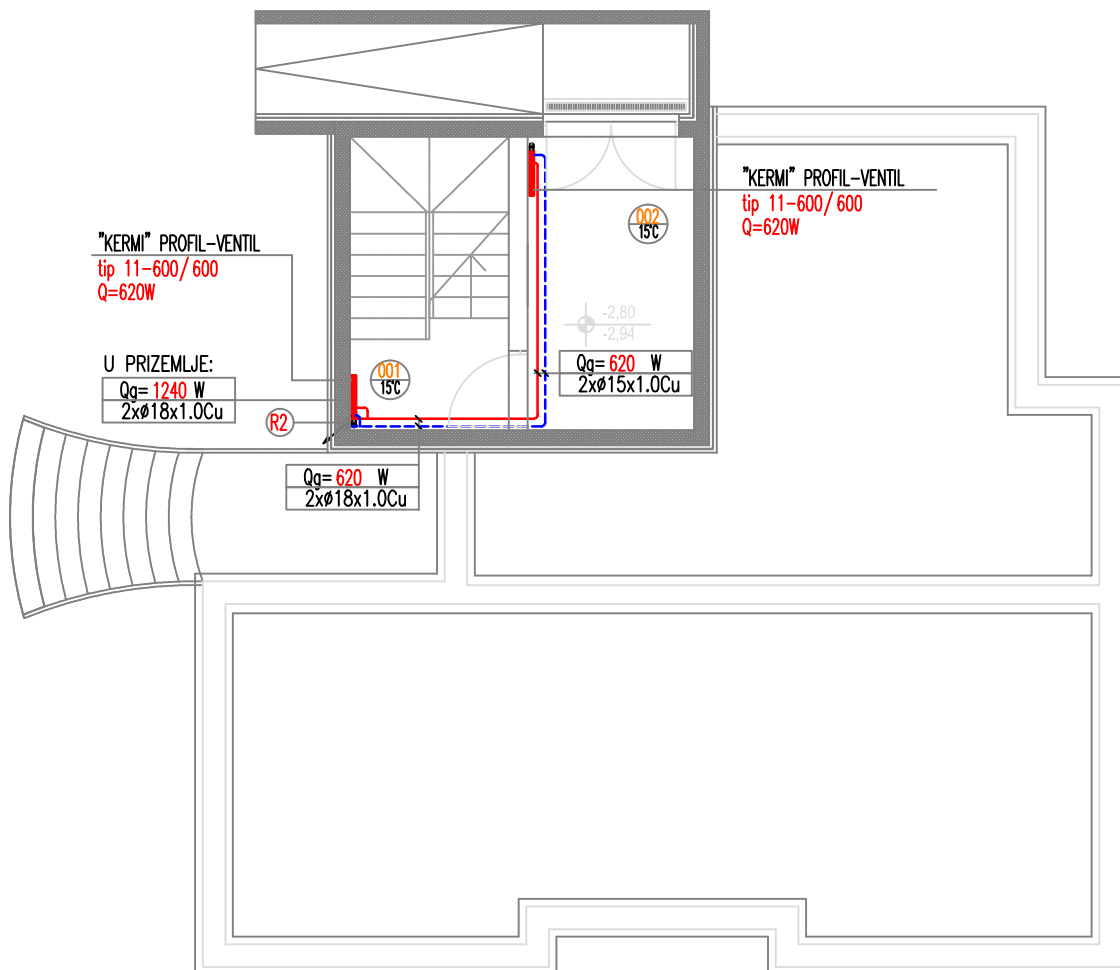 "KERMI" PROFIL-VENTIL
tip 11-600/600
Q=620W
002
15°C
"KERMI" PROFIL-VENTIL
tip 11-600/600
Q=620W
-2,80
-2,94
U PRIZEMLJE:
Qg= 1240 W
2xø18x1.0Cu
001
15°C
Qg= 620 W
2xø15x1.0Cu
R2
Qg= 620 W
2xø18x1.0Cu